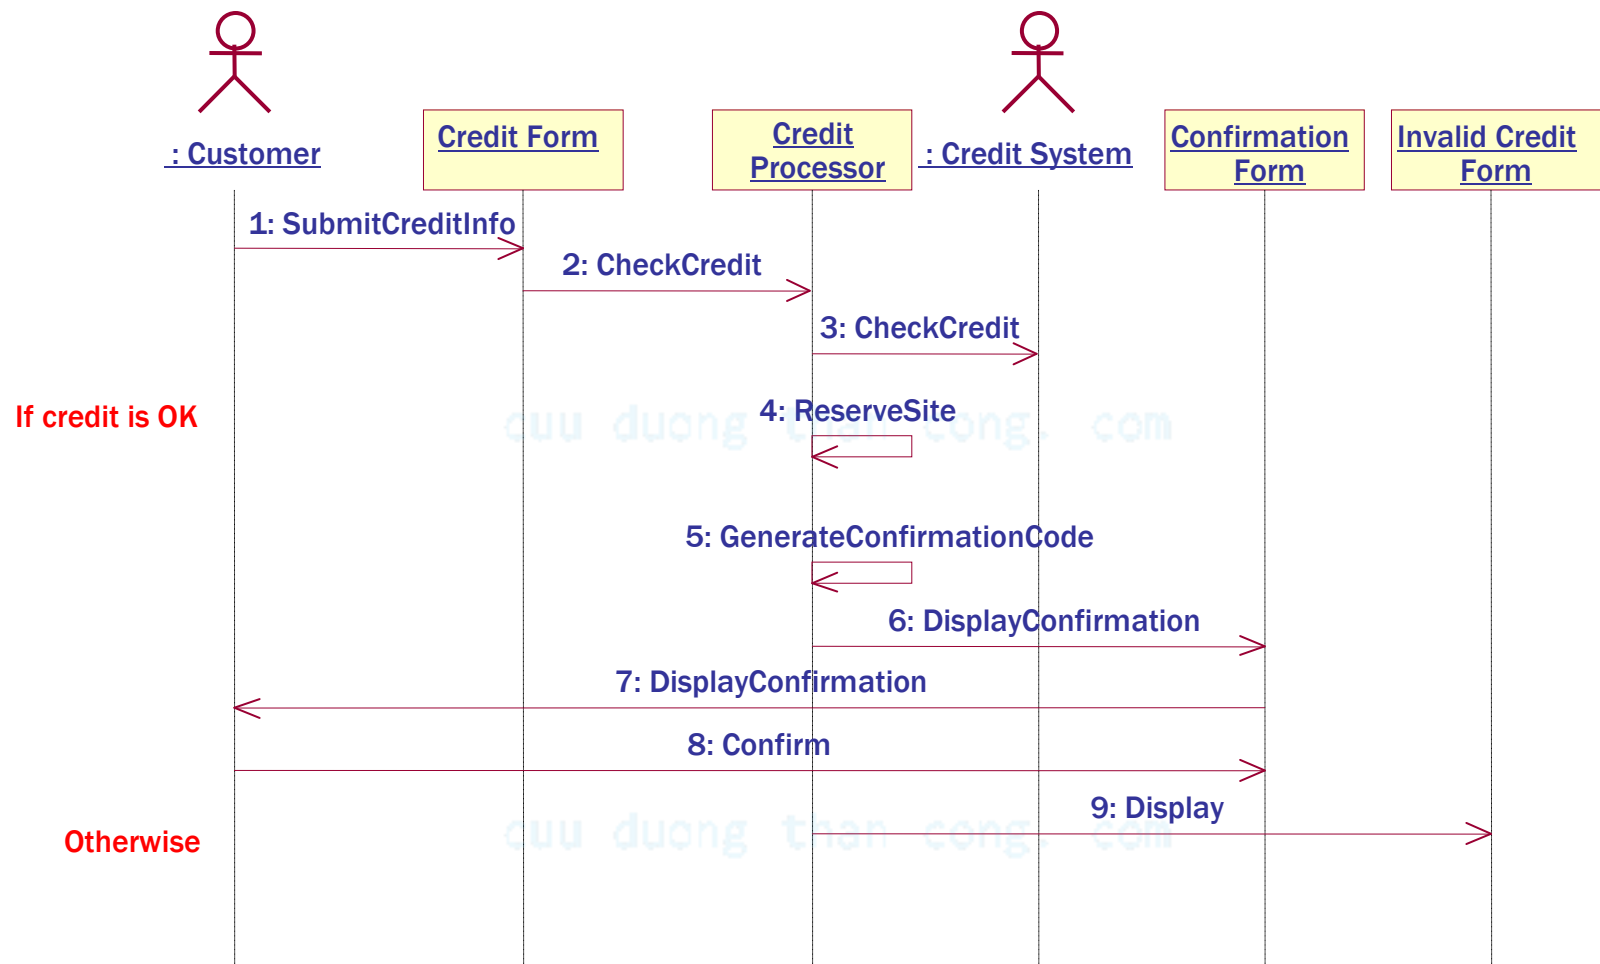 : Customer
Credit Form
Credit
Processor
: Credit System
Confirmation
Form
Invalid Credit
Form
1: SubmitCreditInfo
2: CheckCredit
3: CheckCredit
If credit is OK
4: ReserveSite
cuu duong than cong. com
5: GenerateConfirmationCode
6: DisplayConfirmation
7: DisplayConfirmation
8: Confirm
9: Display
Otherwise
cuu duong than cong. com